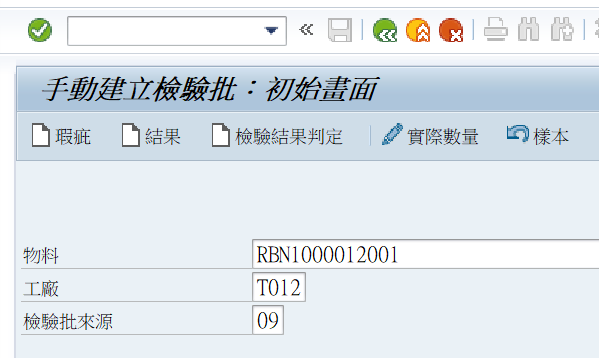 手動建立檢驗批：初始畫面
瑕疵 結果 檢驗結果判定 實際數量 樣本
物料 RBN1000012001
工廠 T012
檢驗批來源 09